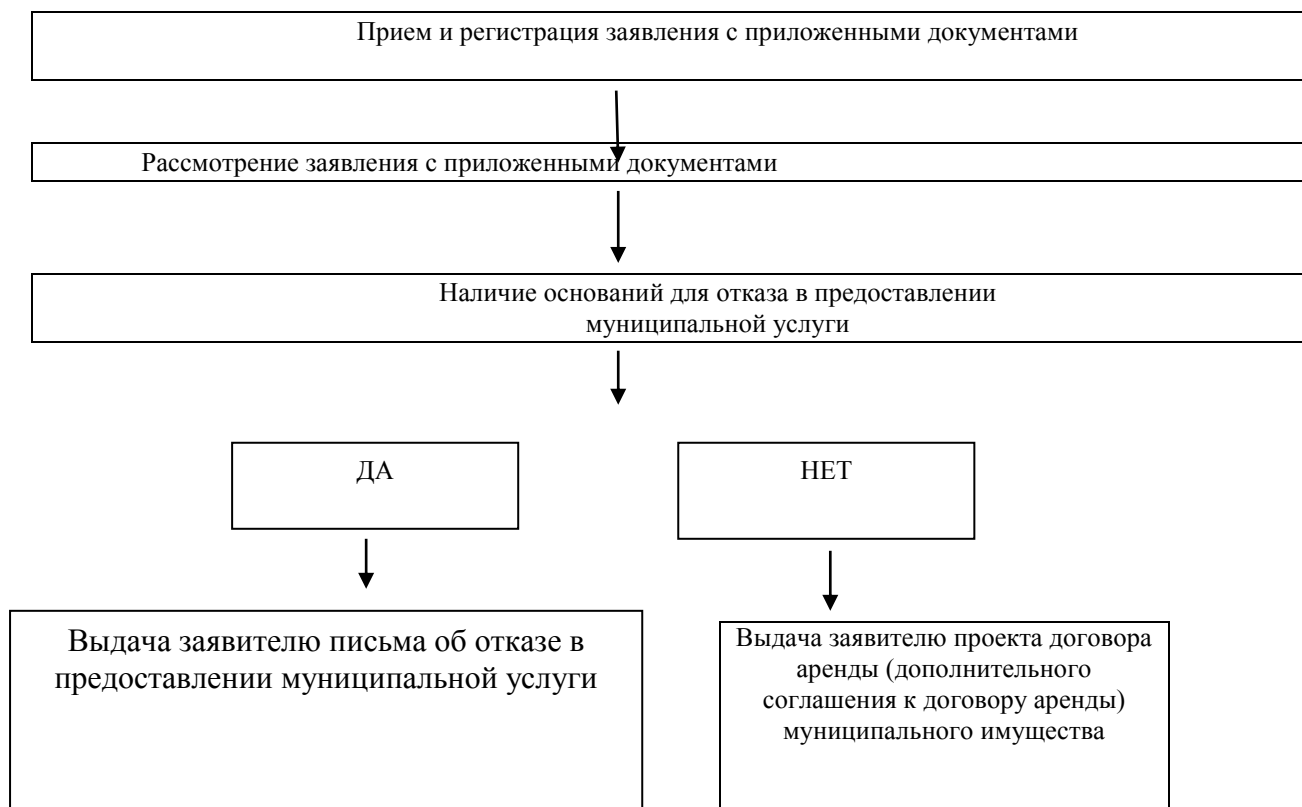 Прием и регистрация заявления с приложенными документами
Рассмотрение заявления с приложенными документами
Наличие оснований для отказа в предоставлении
муниципальной услуги
ДА
НЕТ
Выдача заявителю письма об отказе в
предоставлении муниципальной услуги
Выдача заявителю проекта договора
аренды (дополнительного
соглашения к договору аренды)
муниципального имущества